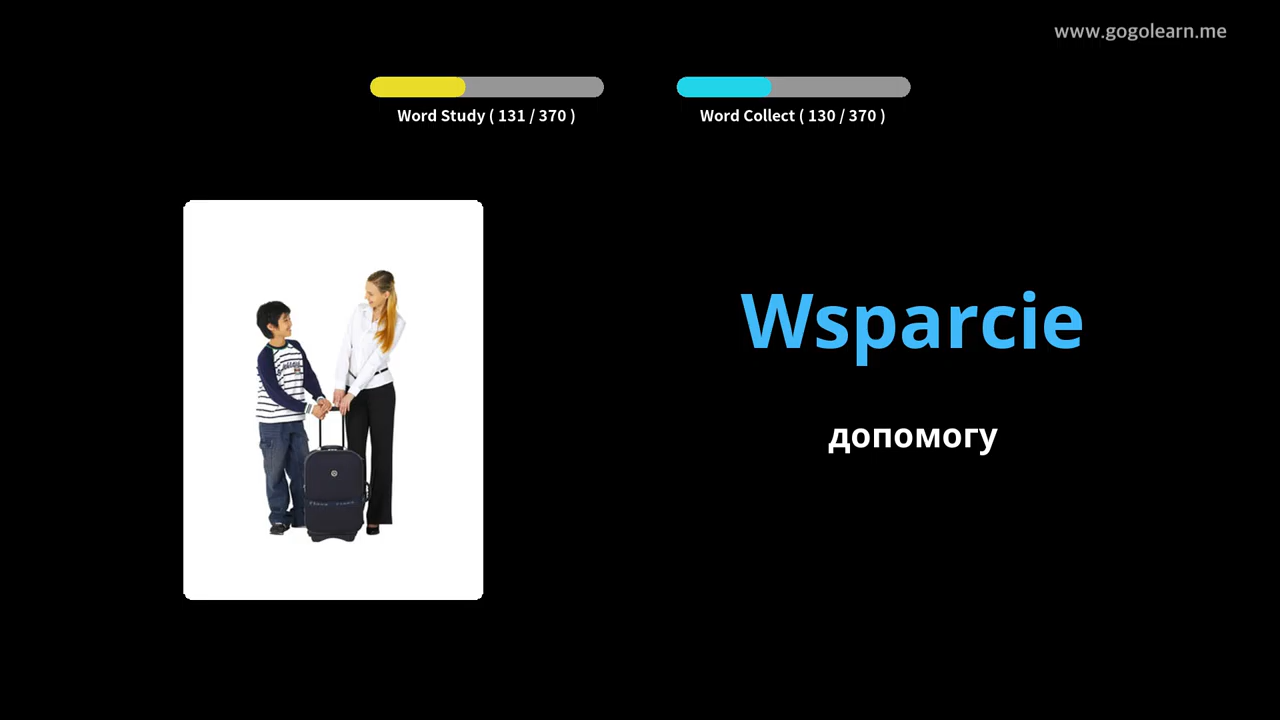 www.gogolearn.me
Word Study ( 131 / 370 )
Word Collect ( 130 / 370 )
Wsparcie
допомогу